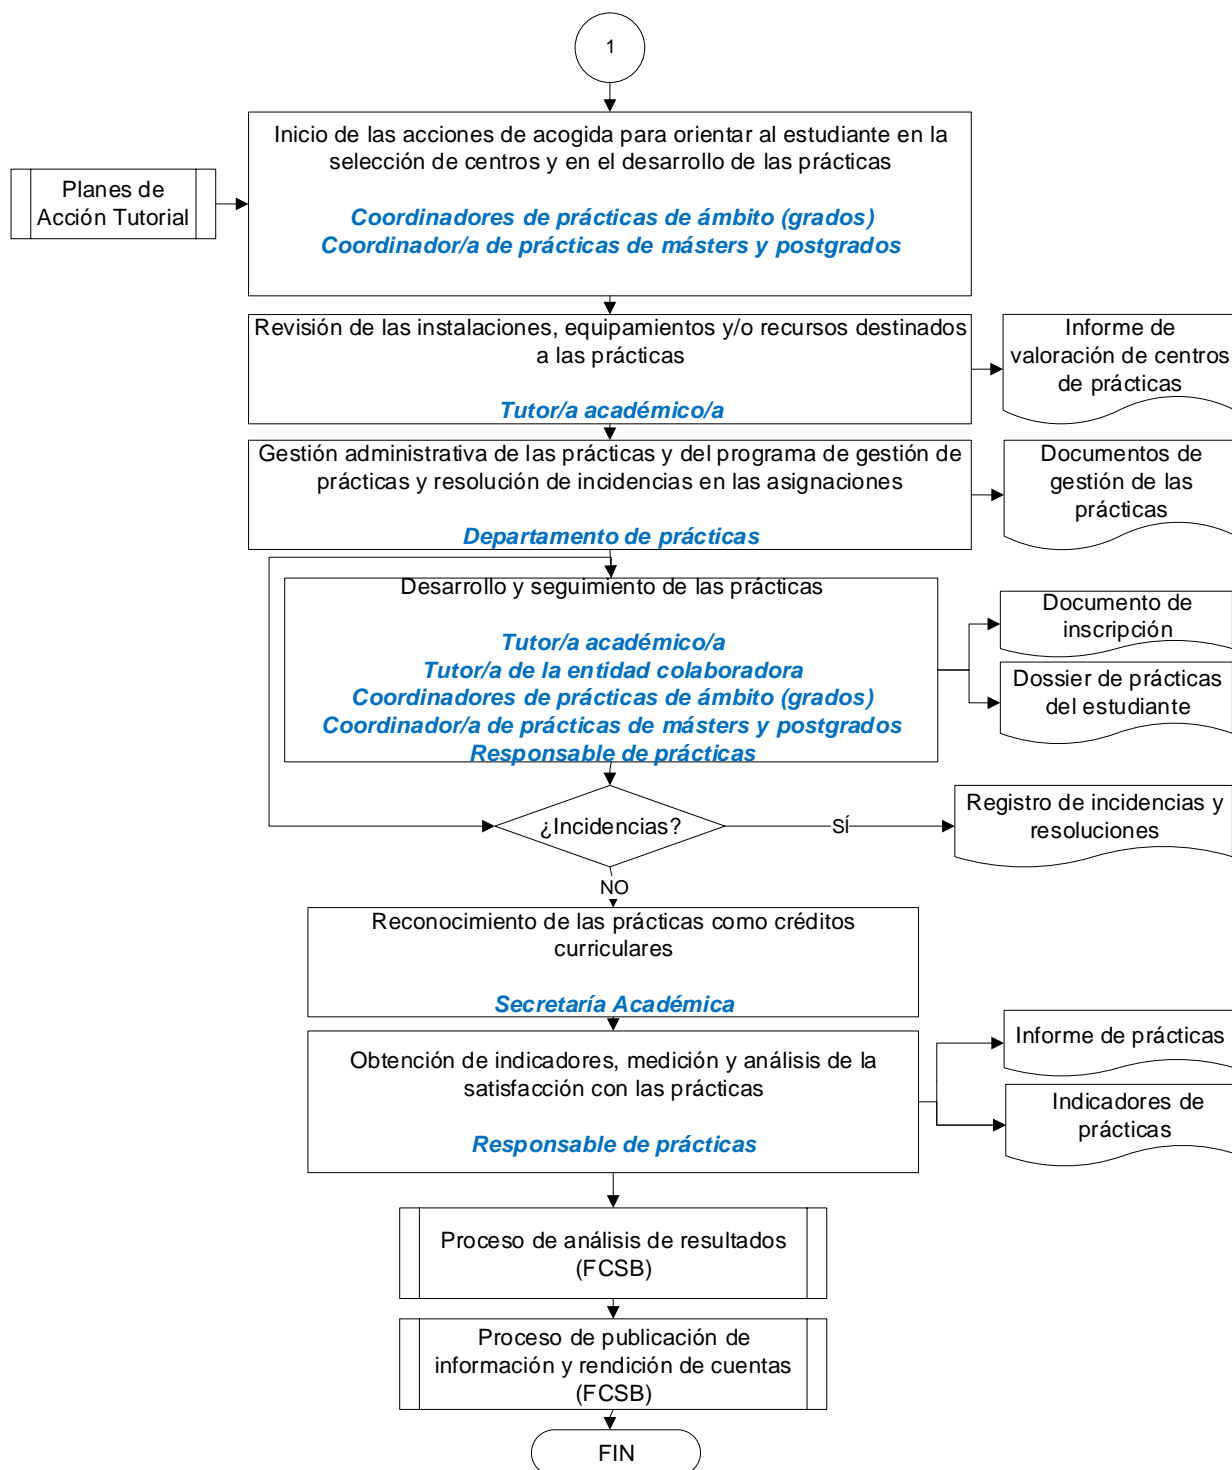 1
Inicio de las acciones de acogida para orientar al estudiante en la
selección de centros y en el desarrollo de las prácticas
Coordinadores de prácticas de ámbito (grados)
Coordinador/a de prácticas de másters y postgrados
Planes de
Acción Tutorial
Revisión de las instalaciones, equipamientos y/o recursos destinados
a las prácticas
Tutor/a académico/a
Informe de
valoración de centros
de prácticas
Gestión administrativa de las prácticas y del programa de gestión de
prácticas y resolución de incidencias en las asignaciones
Departamento de prácticas
Documentos de
gestión de las
prácticas
Desarrollo y seguimiento de las prácticas
Tutor/a académico/a
Tutor/a de la entidad colaboradora
Coordinadores de prácticas de ámbito (grados)
Coordinador/a de prácticas de másters y postgrados
Responsable de prácticas
Documento de
inscripción
Dossier de prácticas
del estudiante
¿Incidencias?
SÍ
Registro de incidencias y
resoluciones
NO
Reconocimiento de las prácticas como créditos
curriculares
Secretaría Académica
Obtención de indicadores, medición y análisis de la
satisfacción con las prácticas
Responsable de prácticas
Informe de prácticas
Indicadores de
prácticas
Proceso de análisis de resultados
(FCSB)
Proceso de publicación de
información y rendición de cuentas
(FCSB)
FIN